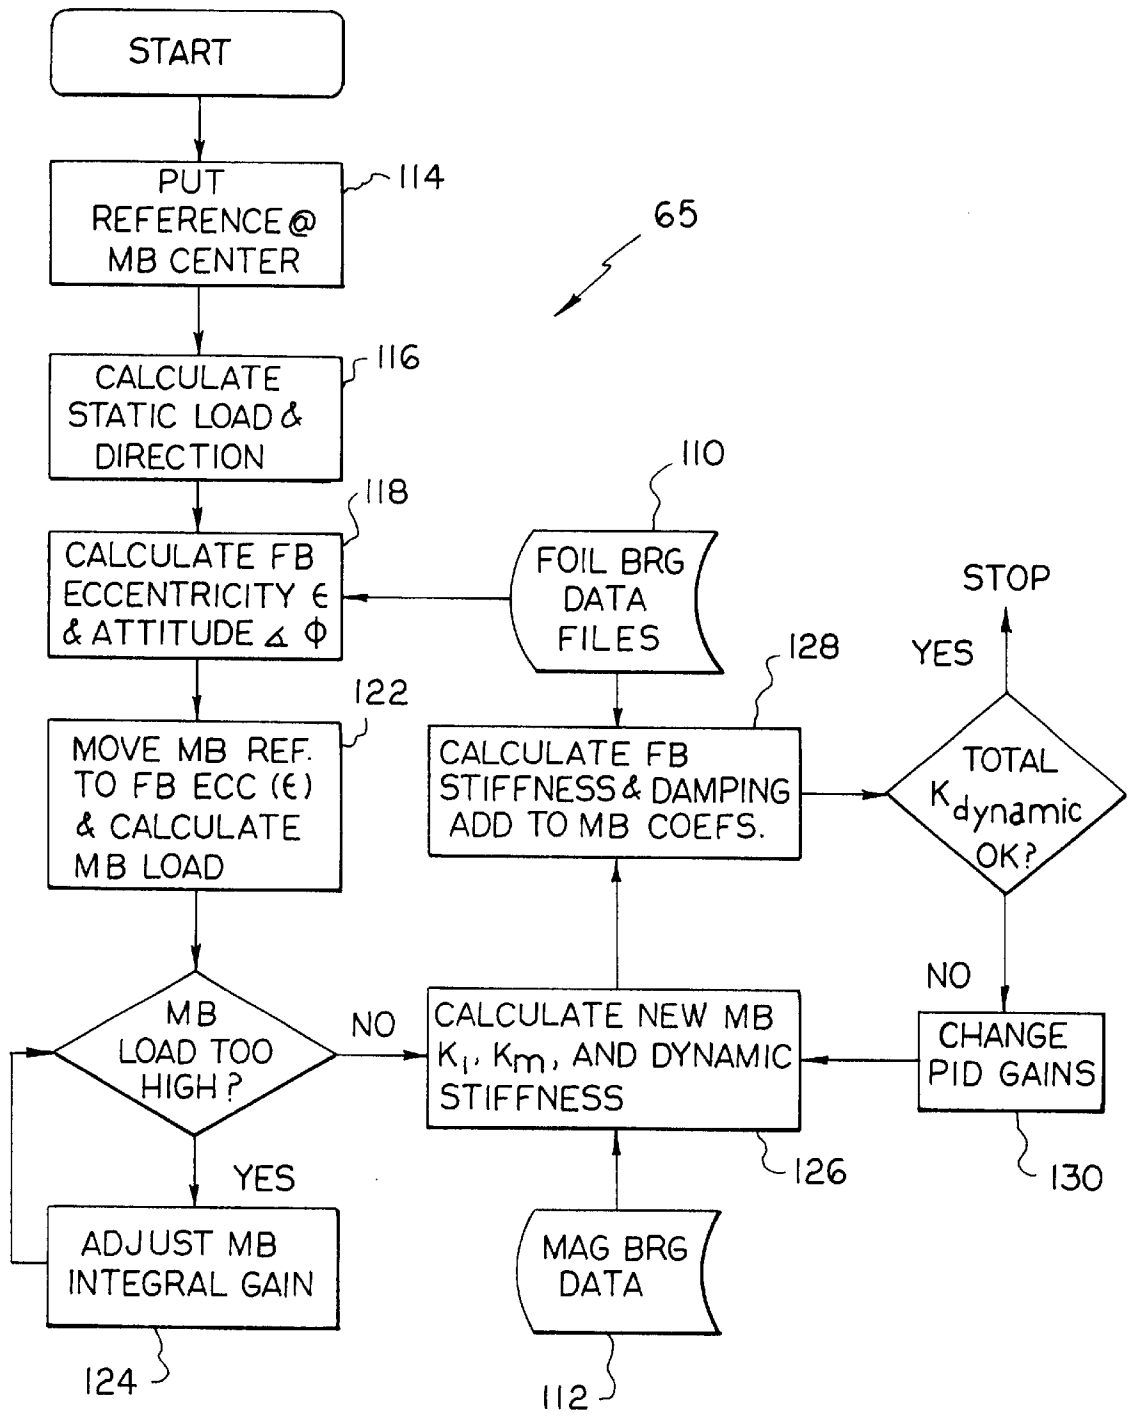 START
PUT
REFERENCE@
MB CENTER
114
65
CALCULATE
STATIC LOAD &
DIRECTION
116
CALCULATE FB
ECCENTRICITY ϵ
& ATTITUDE ∡ Φ
118
FOIL BRG
DATA
FILES
110
MOVE MB REF.
TO FB ECC (ϵ)
& CALCULATE
MB LOAD
122
CALCULATE FB
STIFFNESS & DAMPING
ADD TO MB COEFS.
128
STOP
YES
TOTAL
Kdynamic
OK?
NO
MB
LOAD TOO
HIGH?
NO
YES
CALCULATE NEW MB
Ki, Km, AND DYNAMIC
STIFFNESS
126
CHANGE
PID GAINS
130
ADJUST MB
INTEGRAL GAIN
124
MAG BRG
DATA
112